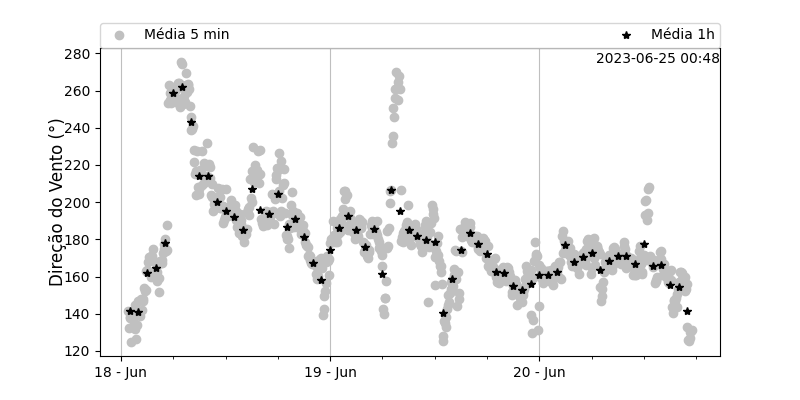 Média 5 min
Média 1h
2023-06-25 00:48
Direção do Vento (°)
280
260
240
220
200
180
160
140
120
18 - Jun
19 - Jun
20 - Jun